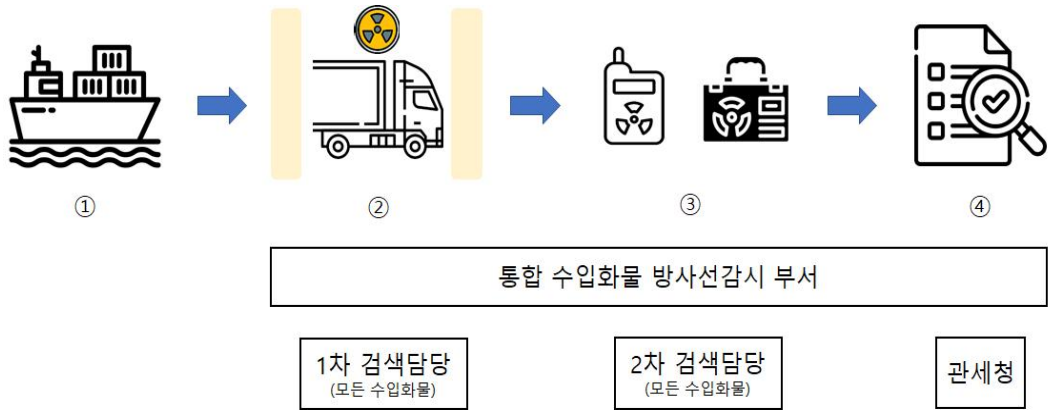 ① ② ③ ④
통합 수입화물 방사선감시 부서
1차 검색담당 2차 검색담당 관세청
(모든 수입화물) (모든 수입화물)